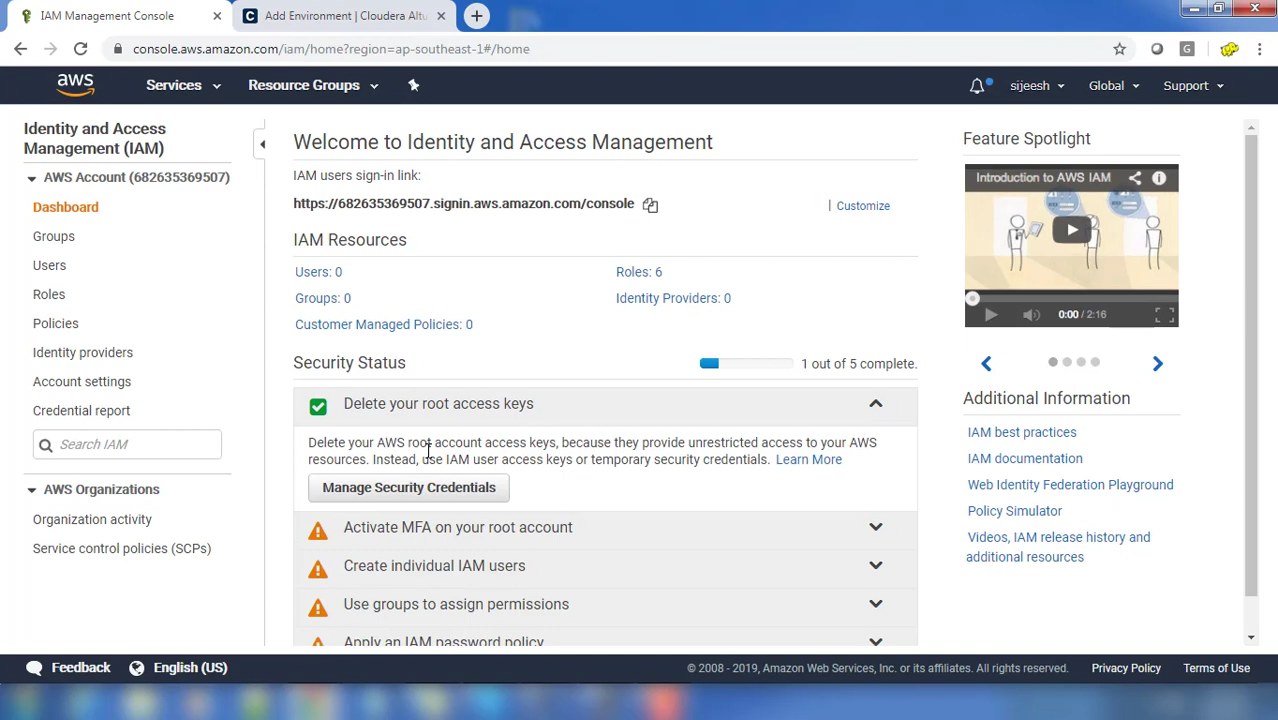 IAM Management Console
Add Environment | Cloudera Altu
console.aws.amazon.com/iam/home?region=ap-southeast-1#/home
G
aws
Services
Resource Groups
sijeesh
Global
Support
Identity and Access
Management (IAM)
AWS Account (682635369507)
Dashboard
Groups
Users
Roles
Policies
Identity providers
Account settings
Credential report
Search IAM
AWS Organizations
Organization activity
Service control policies (SCPs)
Welcome to Identity and Access Management
IAM users sign-in link:
https://682635369507.signin.aws.amazon.com/console
| Customize
IAM Resources
Users: 0
Roles: 6
Groups: 0
Identity Providers: 0
Customer Managed Policies: 0
Security Status
1 out of 5 complete.
Delete your root access keys
Delete your AWS root account access keys, because they provide unrestricted access to your AWS
resources. Instead, use IAM user access keys or temporary security credentials. Learn More
Manage Security Credentials
Activate MFA on your root account
Create individual IAM users
Use groups to assign permissions
Apply an IAM password policy
Feature Spotlight
Introduction to AWS IAM
0:00 / 2:16
Additional Information
IAM best practices
IAM documentation
Web Identity Federation Playground
Policy Simulator
Videos, IAM release history and
additional resources
Feedback
English (US)
© 2008 - 2019, Amazon Web Services, Inc. or its affiliates. All rights reserved.
Privacy Policy
Terms of Use